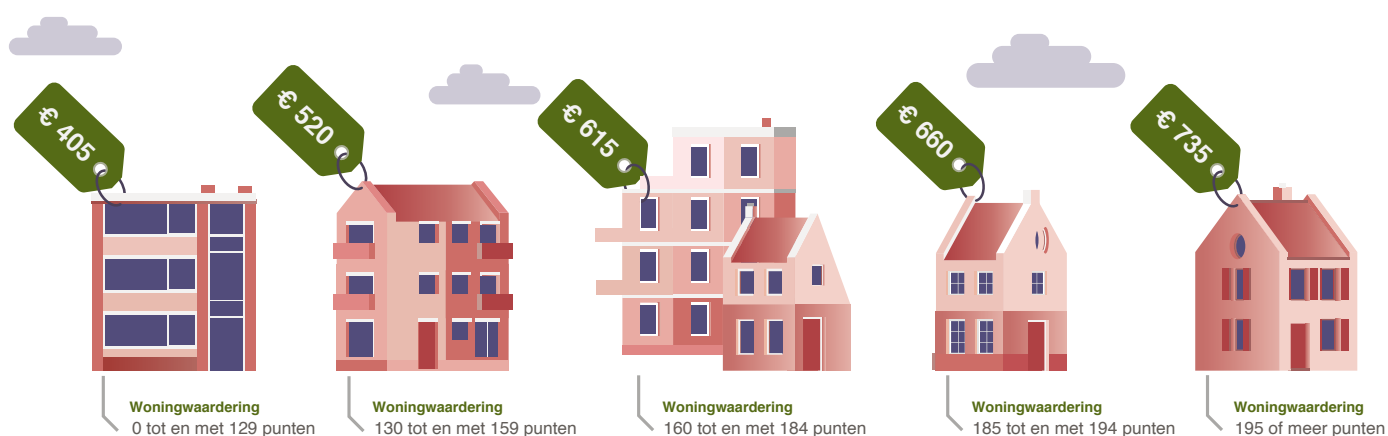 € 405
€ 520
€ 615
€ 660
€ 735
Woningwaardering
0 tot en met 129 punten
Woningwaardering
130 tot en met 159 punten
Woningwaardering
160 tot en met 184 punten
Woningwaardering
185 tot en met 194 punten
Woningwaardering
195 of meer punten